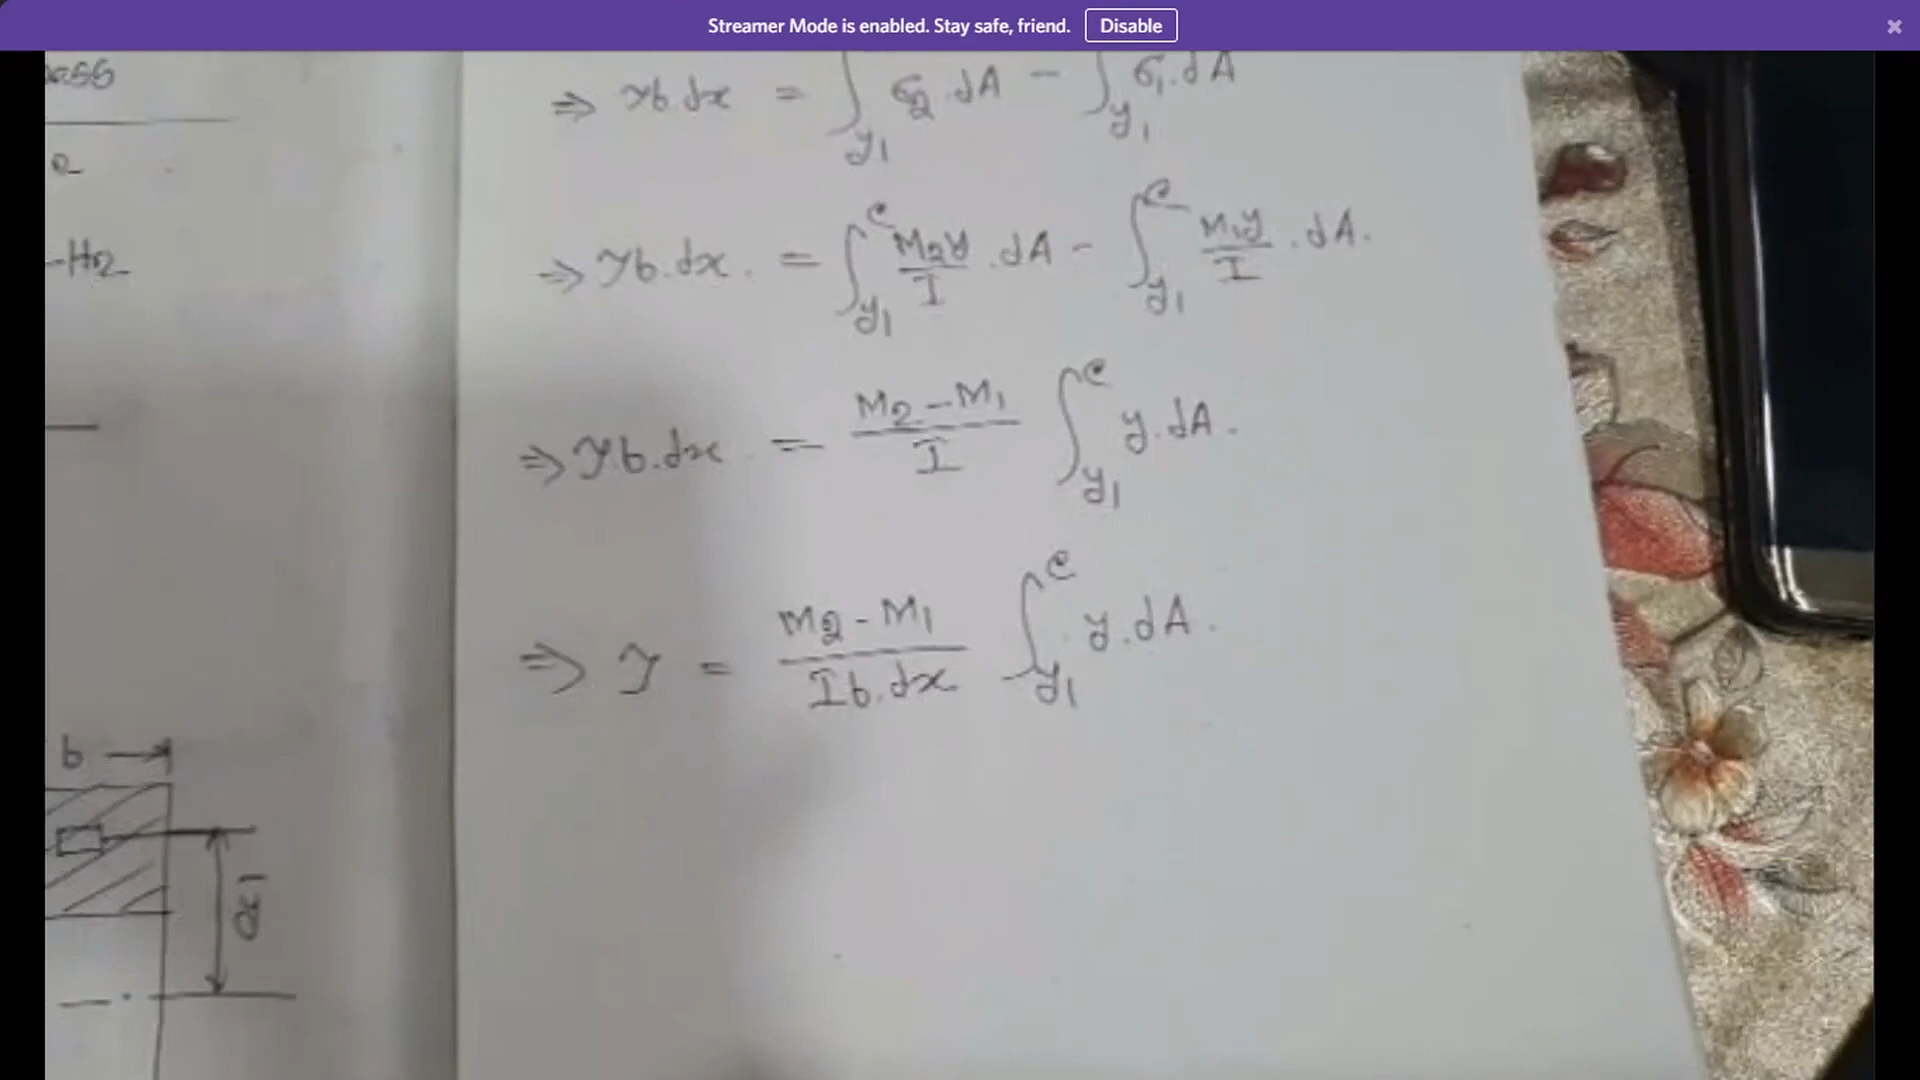 Streamer Mode is enabled. Stay safe, friend. Disable
e
-H2
b
⇒ τb.dx = ∫y1 σ2.dA - ∫y1 σ1.dA
⇒ τb.dx. = ∫y1^c M2y/I .dA - ∫y1^c M1y/I .dA.
⇒ τb.dx = M2-M1/I ∫y1^c y.dA.
⇒ τ = M2-M1/Ib.dx ∫y1^c y.dA.